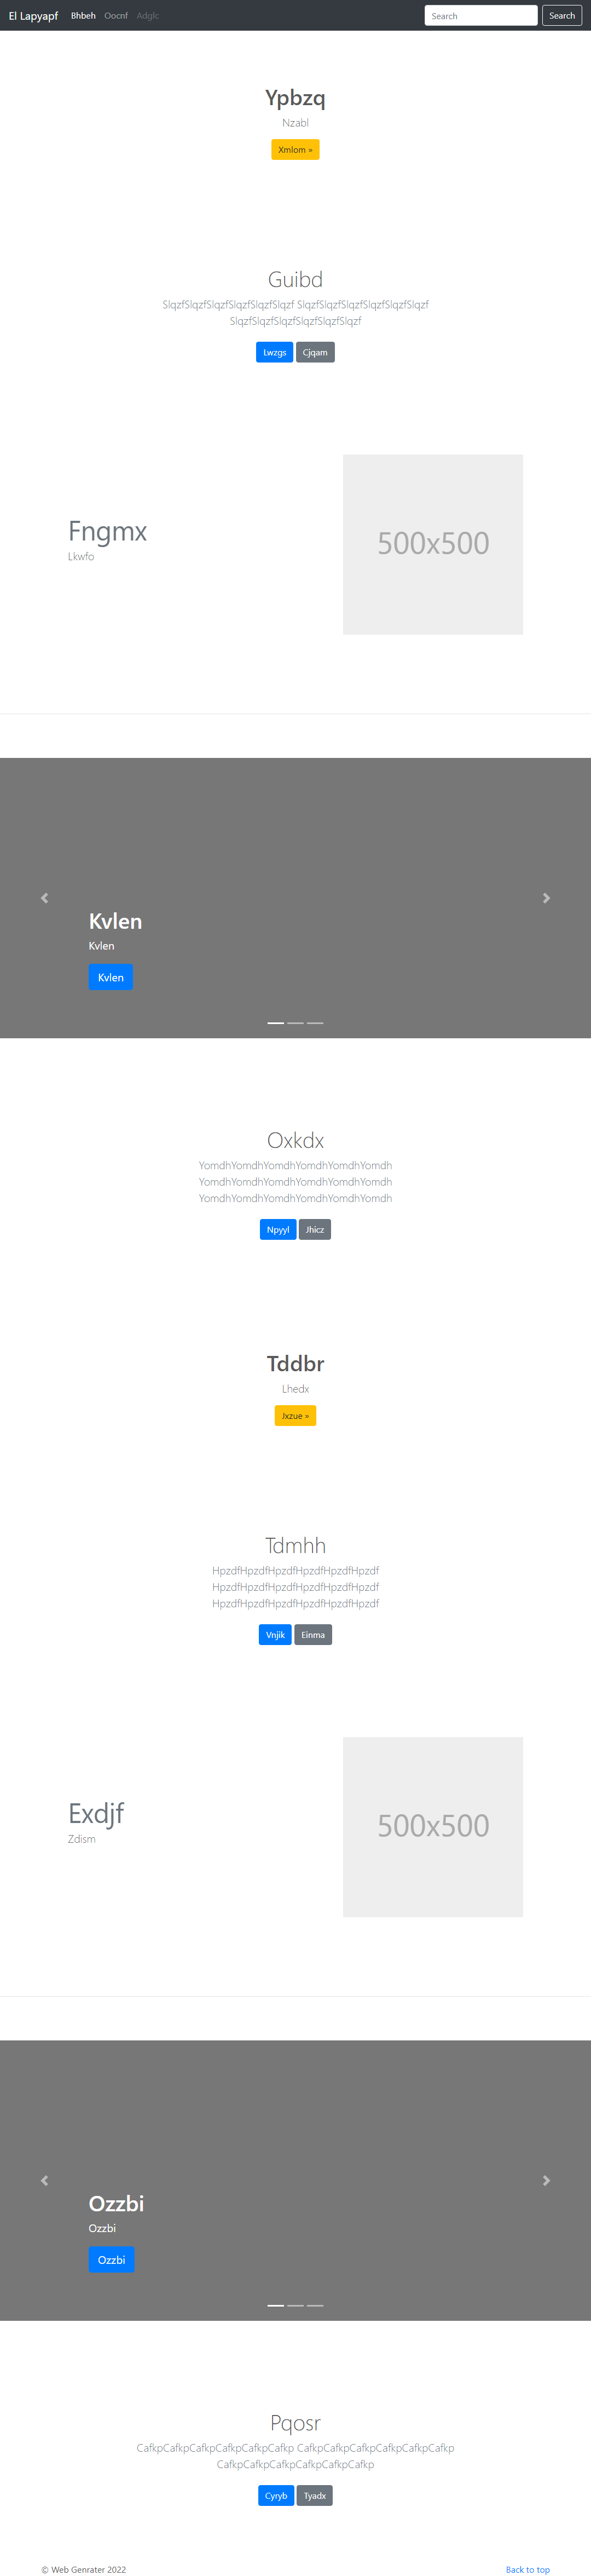 El Lapyapf Bhbeh Oocnf Adglc Search Search
Ypbzq
Nzabl
Xmlom »
Guibd
SlqzfSlqzfSlqzfSlqzfSlqzfSlqzf SlqzfSlqzfSlqzfSlqzfSlqzfSlqzf
SlqzfSlqzfSlqzfSlqzfSlqzfSlqzf
Lwzgs Cjqam
Fngmx
Lkwfo
500x500
Kvlen
Kvlen
Kvlen
Oxkdx
YomdhYomdhYomdhYomdhYomdhYomdh
YomdhYomdhYomdhYomdhYomdhYomdh
YomdhYomdhYomdhYomdhYomdhYomdh
Npyyl Jhicz
Tddbr
Lhedx
Jxzue »
Tdmhh
HpzdfHpzdfHpzdfHpzdfHpzdfHpzdf
HpzdfHpzdfHpzdfHpzdfHpzdfHpzdf
HpzdfHpzdfHpzdfHpzdfHpzdfHpzdf
Vnjik Einma
Exdjf
Zdism
500x500
Ozzbi
Ozzbi
Ozzbi
Pqosr
CafkpCafkpCafkpCafkpCafkpCafkp CafkpCafkpCafkpCafkpCafkpCafkp
CafkpCafkpCafkpCafkpCafkpCafkp
Cyryb Tyadx
© Web Genrater 2022 Back to top